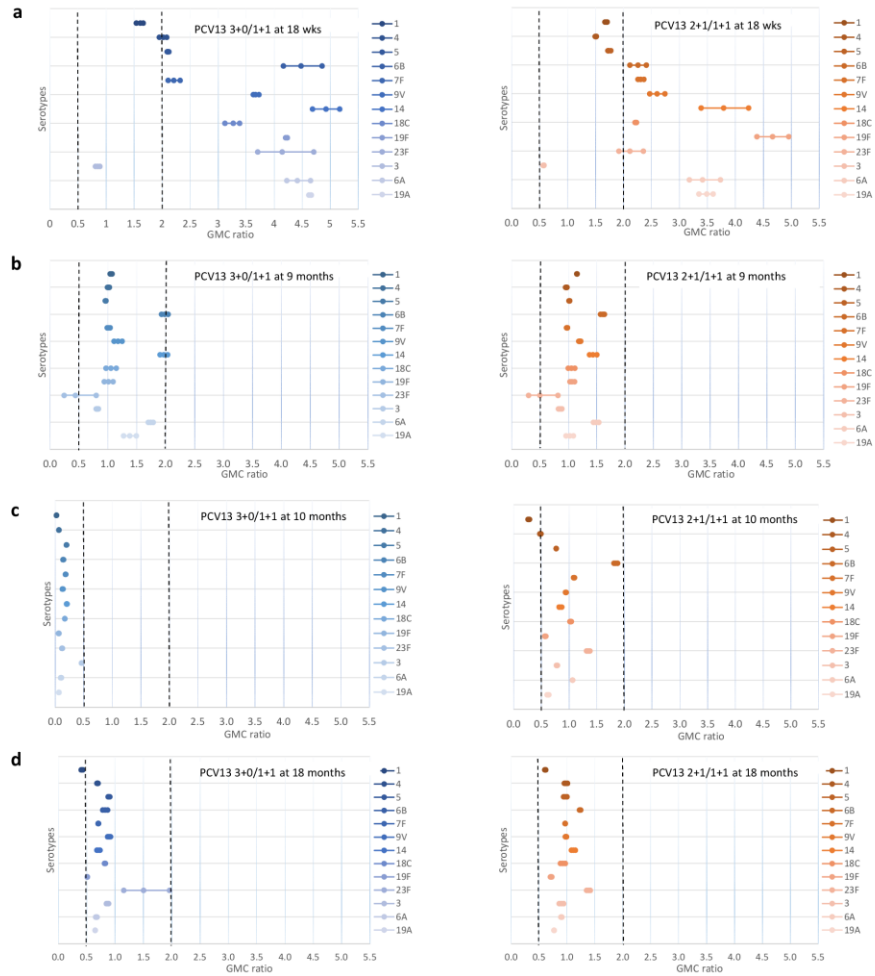 a
PCV13 3+0/1+1 at 18 wks
Serotypes
1
4
5
6B
7F
9V
14
18C
19F
23F
3
6A
19A
0 0.5 1.0 1.5 2.0 2.5 3.0 3.5 4.0 4.5 5.0 5.5
GMC ratio
PCV13 2+1/1+1 at 18 wks
Serotypes
1
4
5
6B
7F
9V
14
18C
19F
23F
3
6A
19A
0.0 0.5 1.0 1.5 2.0 2.5 3.0 3.5 4.0 4.5 5.0 5.5
GMC ratio
b
PCV13 3+0/1+1 at 9 months
Serotypes
1
4
5
6B
7F
9V
14
18C
19F
23F
3
6A
19A
0.0 0.5 1.0 1.5 2.0 2.5 3.0 3.5 4.0 4.5 5.0 5.5
GMC ratio
PCV13 2+1/1+1 at 9 months
Serotypes
1
4
5
6B
7F
9V
14
18C
19F
23F
3
6A
19A
0.0 0.5 1.0 1.5 2.0 2.5 3.0 3.5 4.0 4.5 5.0 5.5
GMC ratio
c
PCV13 3+0/1+1 at 10 months
Serotypes
1
4
5
6B
7F
9V
14
18C
19F
23F
3
6A
19A
0.0 0.5 1.0 1.5 2.0 2.5 3.0 3.5 4.0 4.5 5.0 5.5
GMC ratio
PCV13 2+1/1+1 at 10 months
Serotypes
1
4
5
6B
7F
9V
14
18C
19F
23F
3
6A
19A
0.0 0.5 1.0 1.5 2.0 2.5 3.0 3.5 4.0 4.5 5.0 5.5
GMC ratio
d
PCV13 3+0/1+1 at 18 months
Serotypes
1
4
5
6B
7F
9V
14
18C
19F
23F
3
6A
19A
0.0 0.5 1.0 1.5 2.0 2.5 3.0 3.5 4.0 4.5 5.0 5.5
GMC ratio
PCV13 2+1/1+1 at 18 months
Serotypes
1
4
5
6B
7F
9V
14
18C
19F
23F
3
6A
19A
0.0 0.5 1.0 1.5 2.0 2.5 3.0 3.5 4.0 4.5 5.0 5.5
GMC ratio